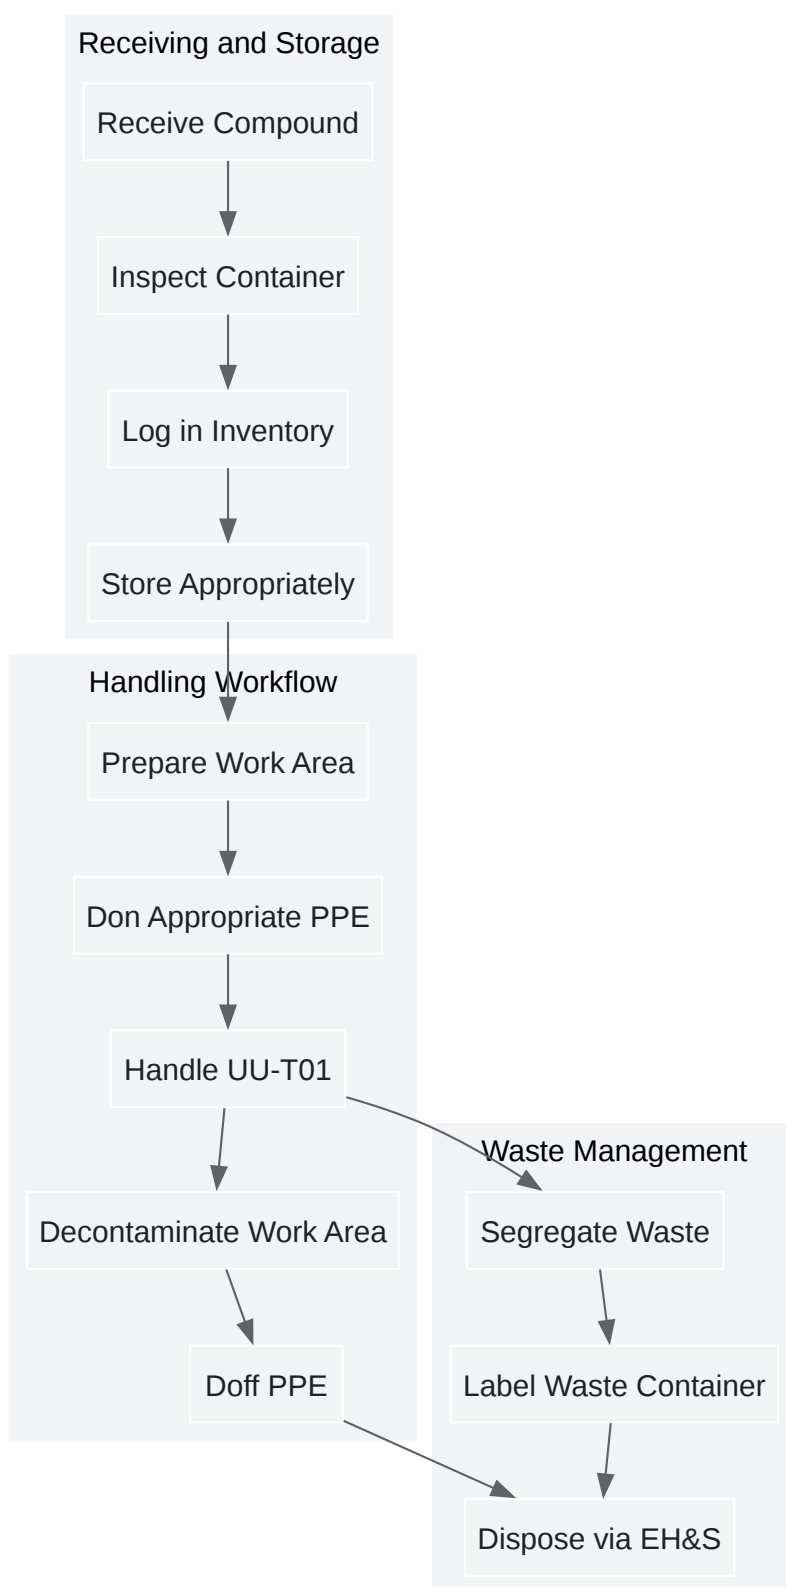 Receiving and Storage
Receive Compound
Inspect Container
Log in Inventory
Store Appropriately
Handling Workflow
Prepare Work Area
Don Appropriate PPE
Handle UU-T01
Decontaminate Work Area
Doff PPE
Waste Management
Segregate Waste
Label Waste Container
Dispose via EH&S